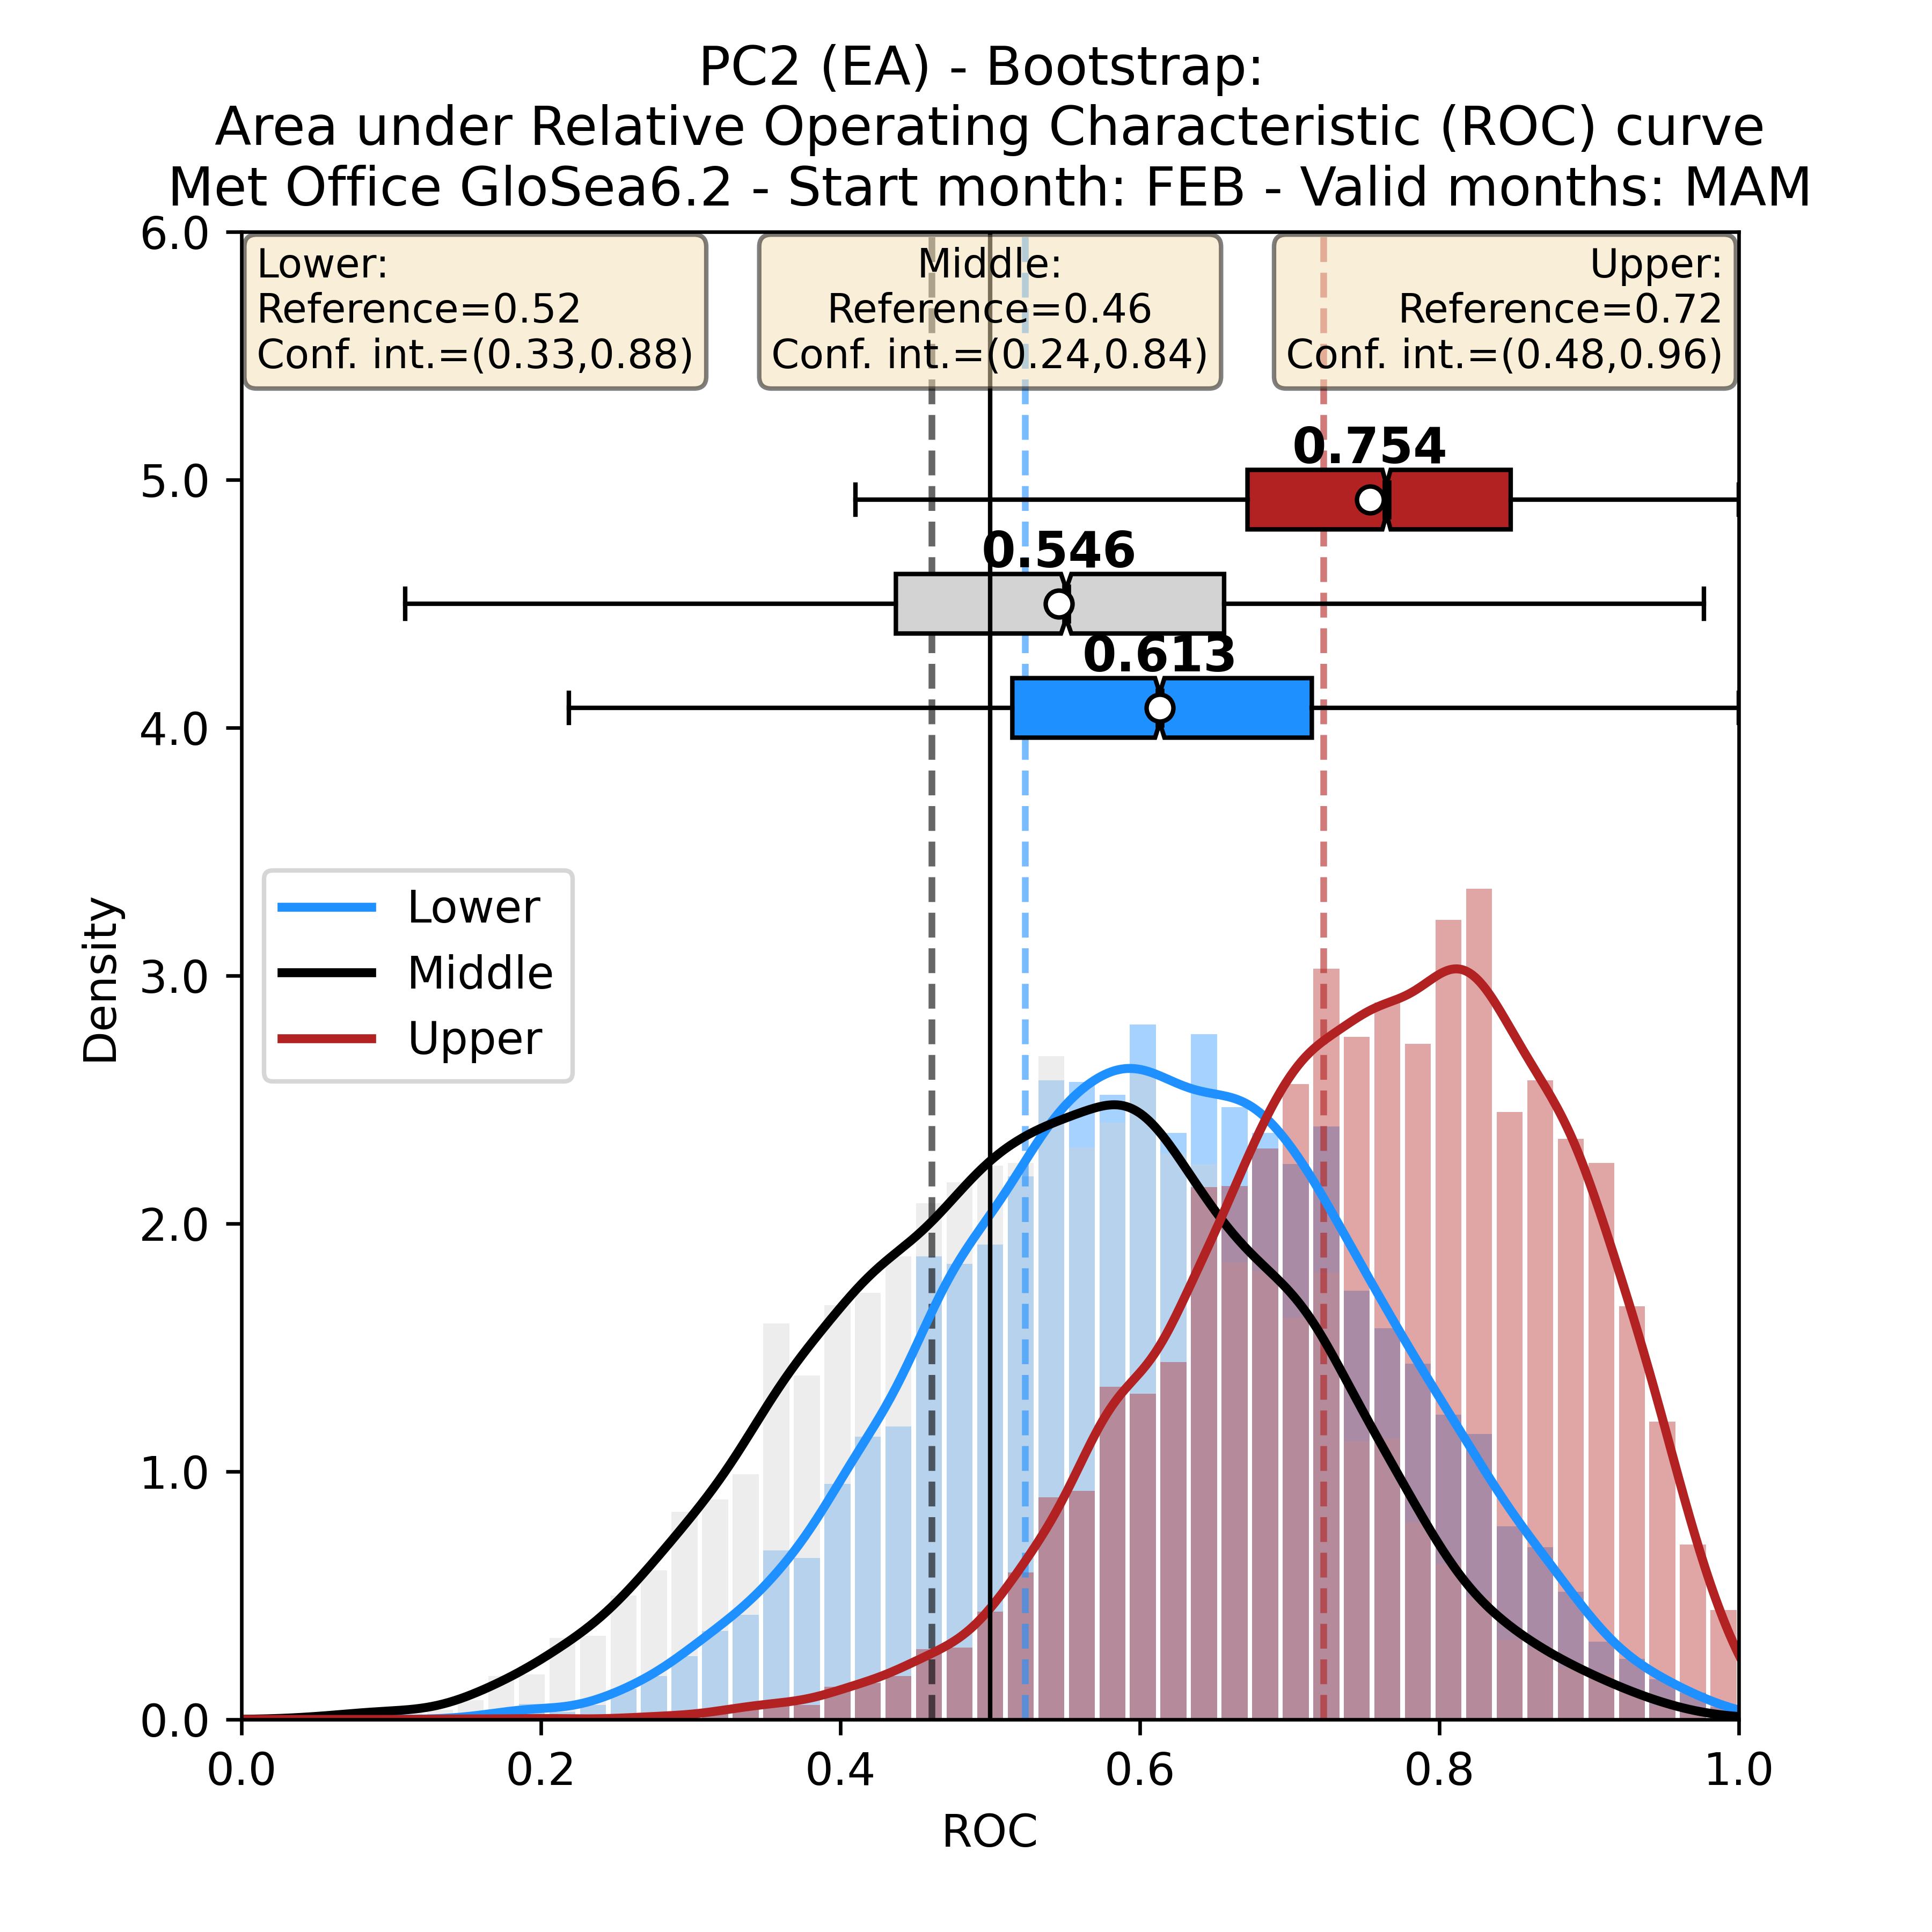 PC2 (EA) - Bootstrap:
Area under Relative Operating Characteristic (ROC) curve
Met Office GloSea6.2 - Start month: FEB - Valid months: MAM
Lower:
Reference=0.52
Conf. int.=(0.33,0.88)
Middle:
Reference=0.46
Conf. int.=(0.24,0.84)
Upper:
Reference=0.72
Conf. int.=(0.48,0.96)
0.754
0.546
0.613
Lower
Middle
Upper
Density
6.0
5.0
4.0
3.0
2.0
1.0
0.0
0.0 0.2 0.4 0.6 0.8 1.0
ROC